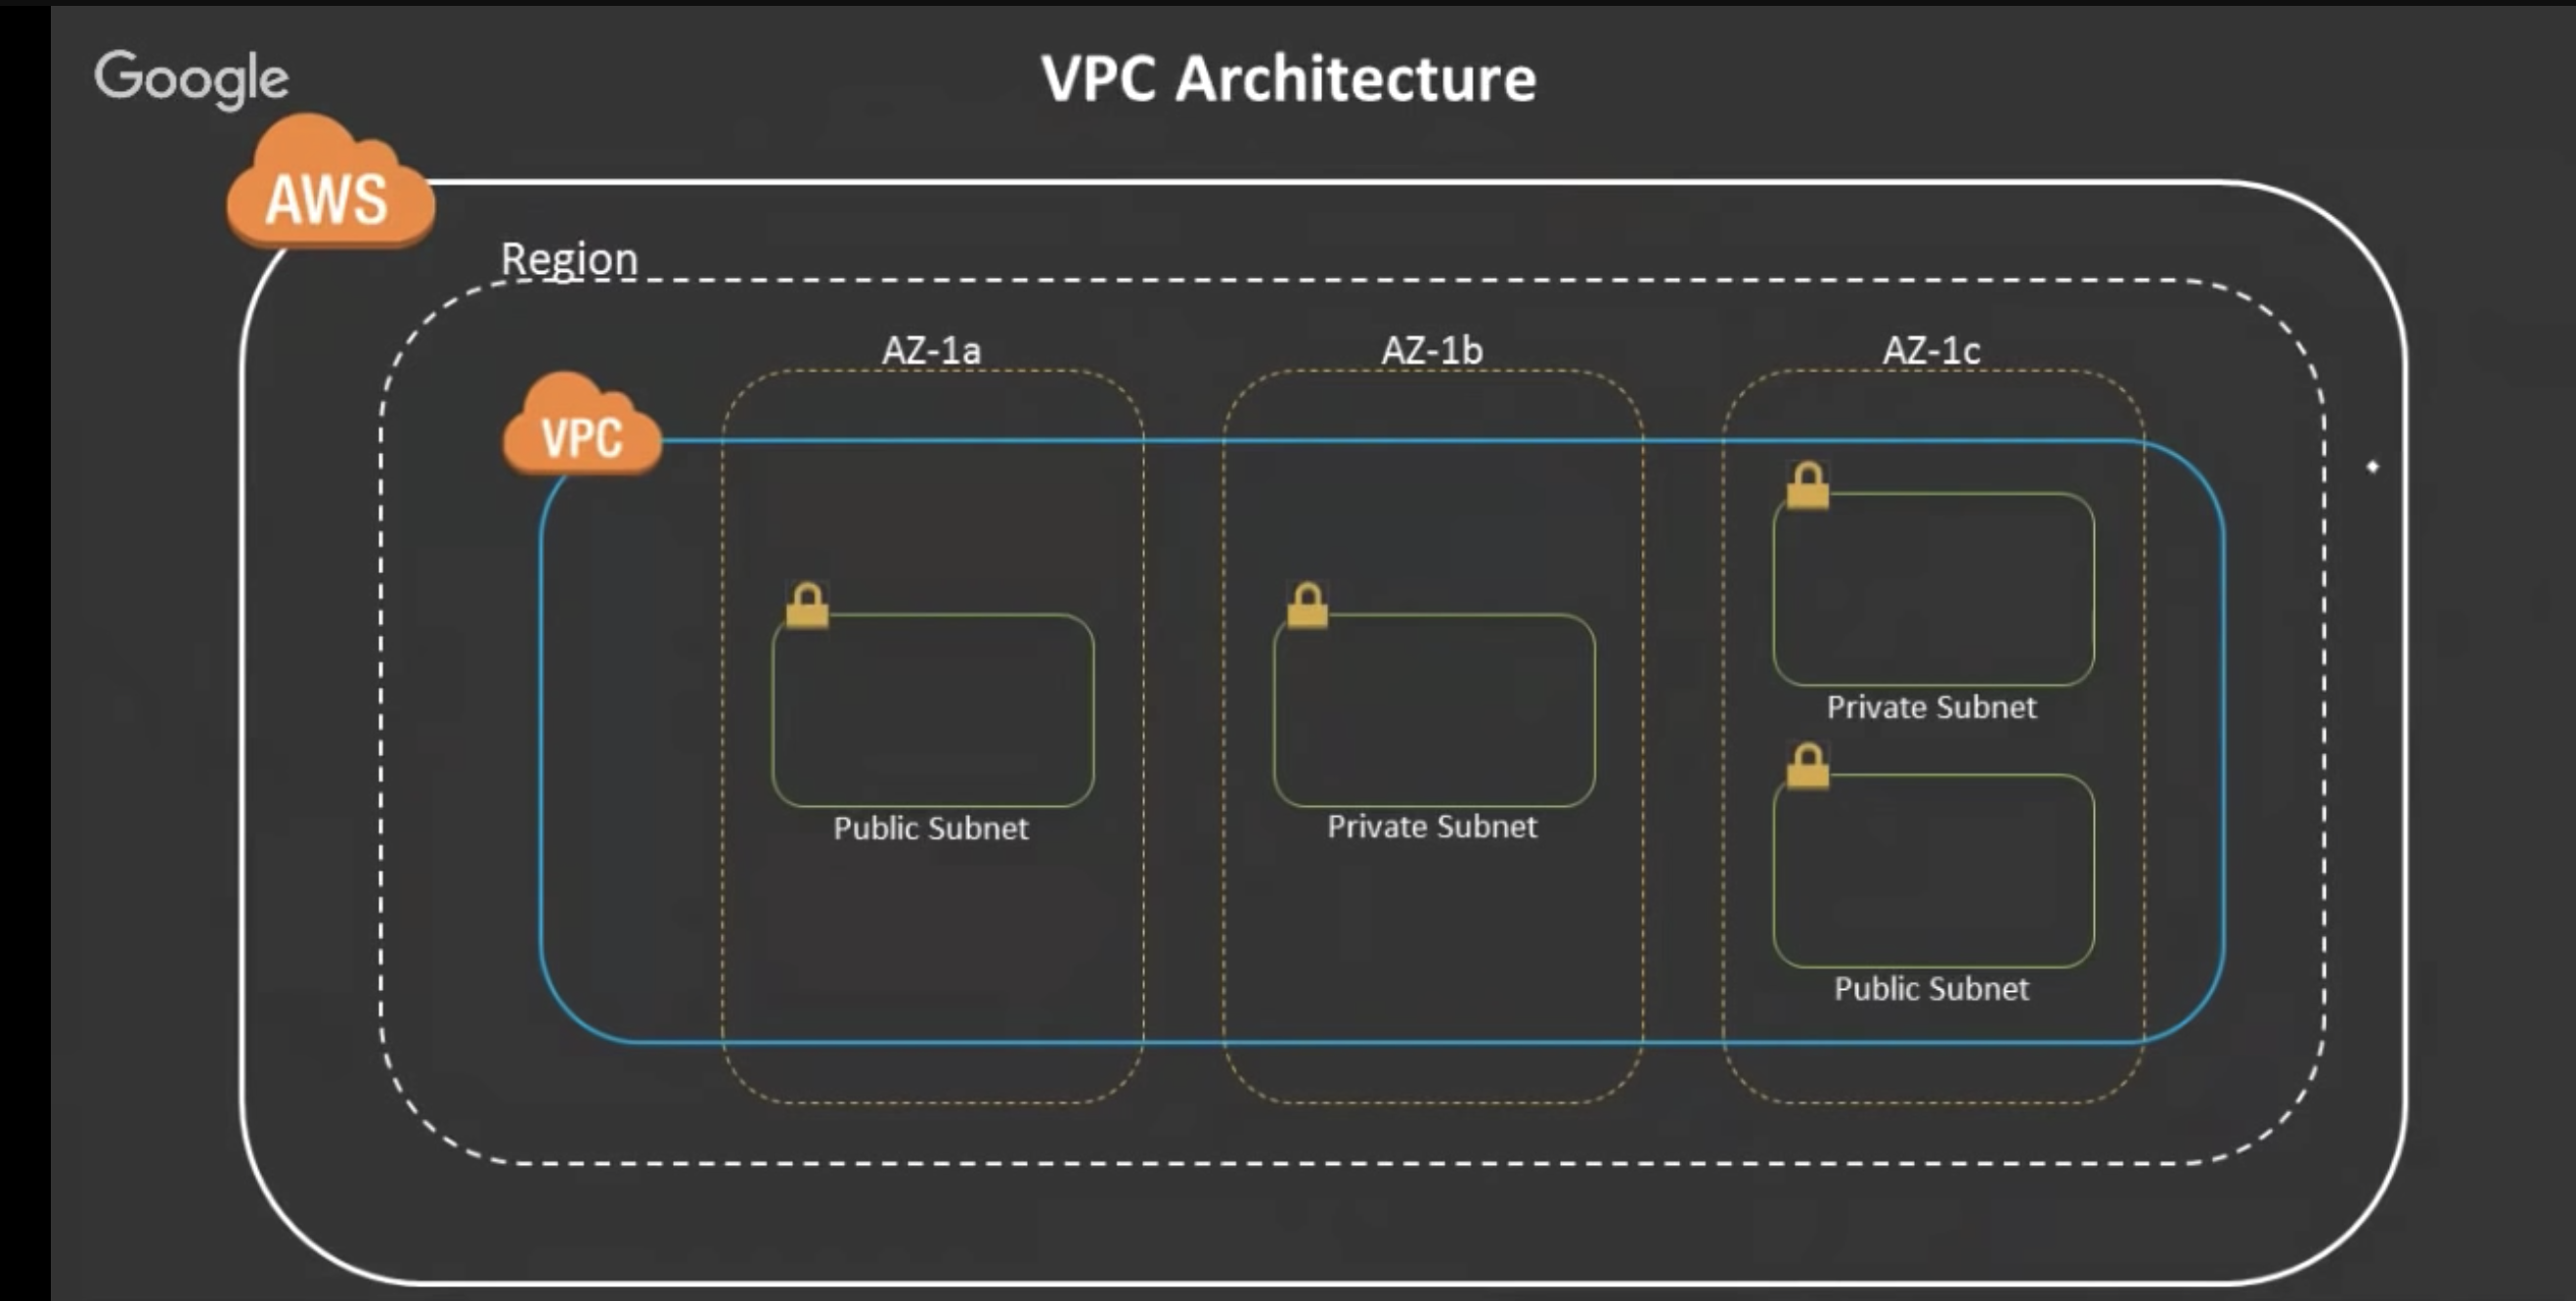 Google
VPC Architecture
AWS
Region
AZ-1a
AZ-1b
AZ-1c
VPC
Private Subnet
Public Subnet
Private Subnet
Public Subnet